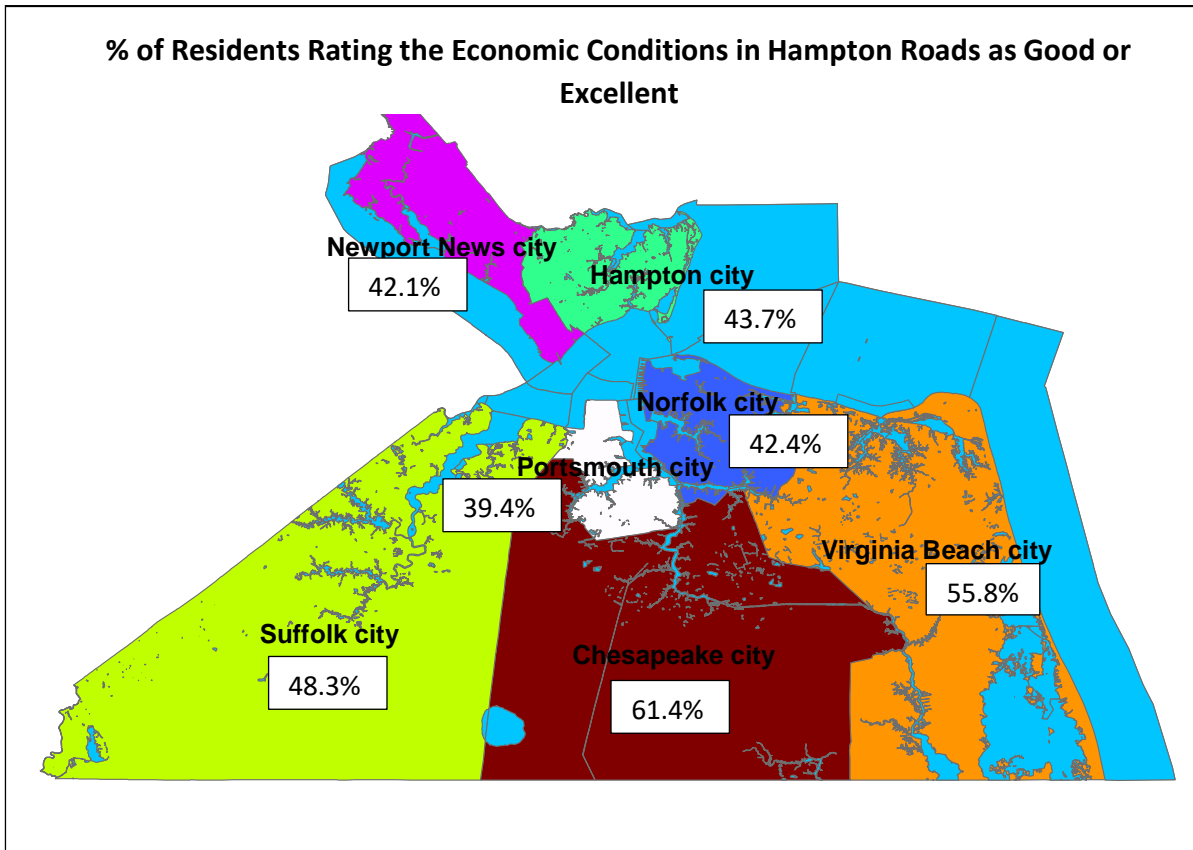 % of Residents Rating the Economic Conditions in Hampton Roads as Good or
Excellent
Newport News city
42.1%
Hampton city
43.7%
Norfolk city
42.4%
Portsmouth city
39.4%
Virginia Beach city
55.8%
Suffolk city
48.3%
Chesapeake city
61.4%